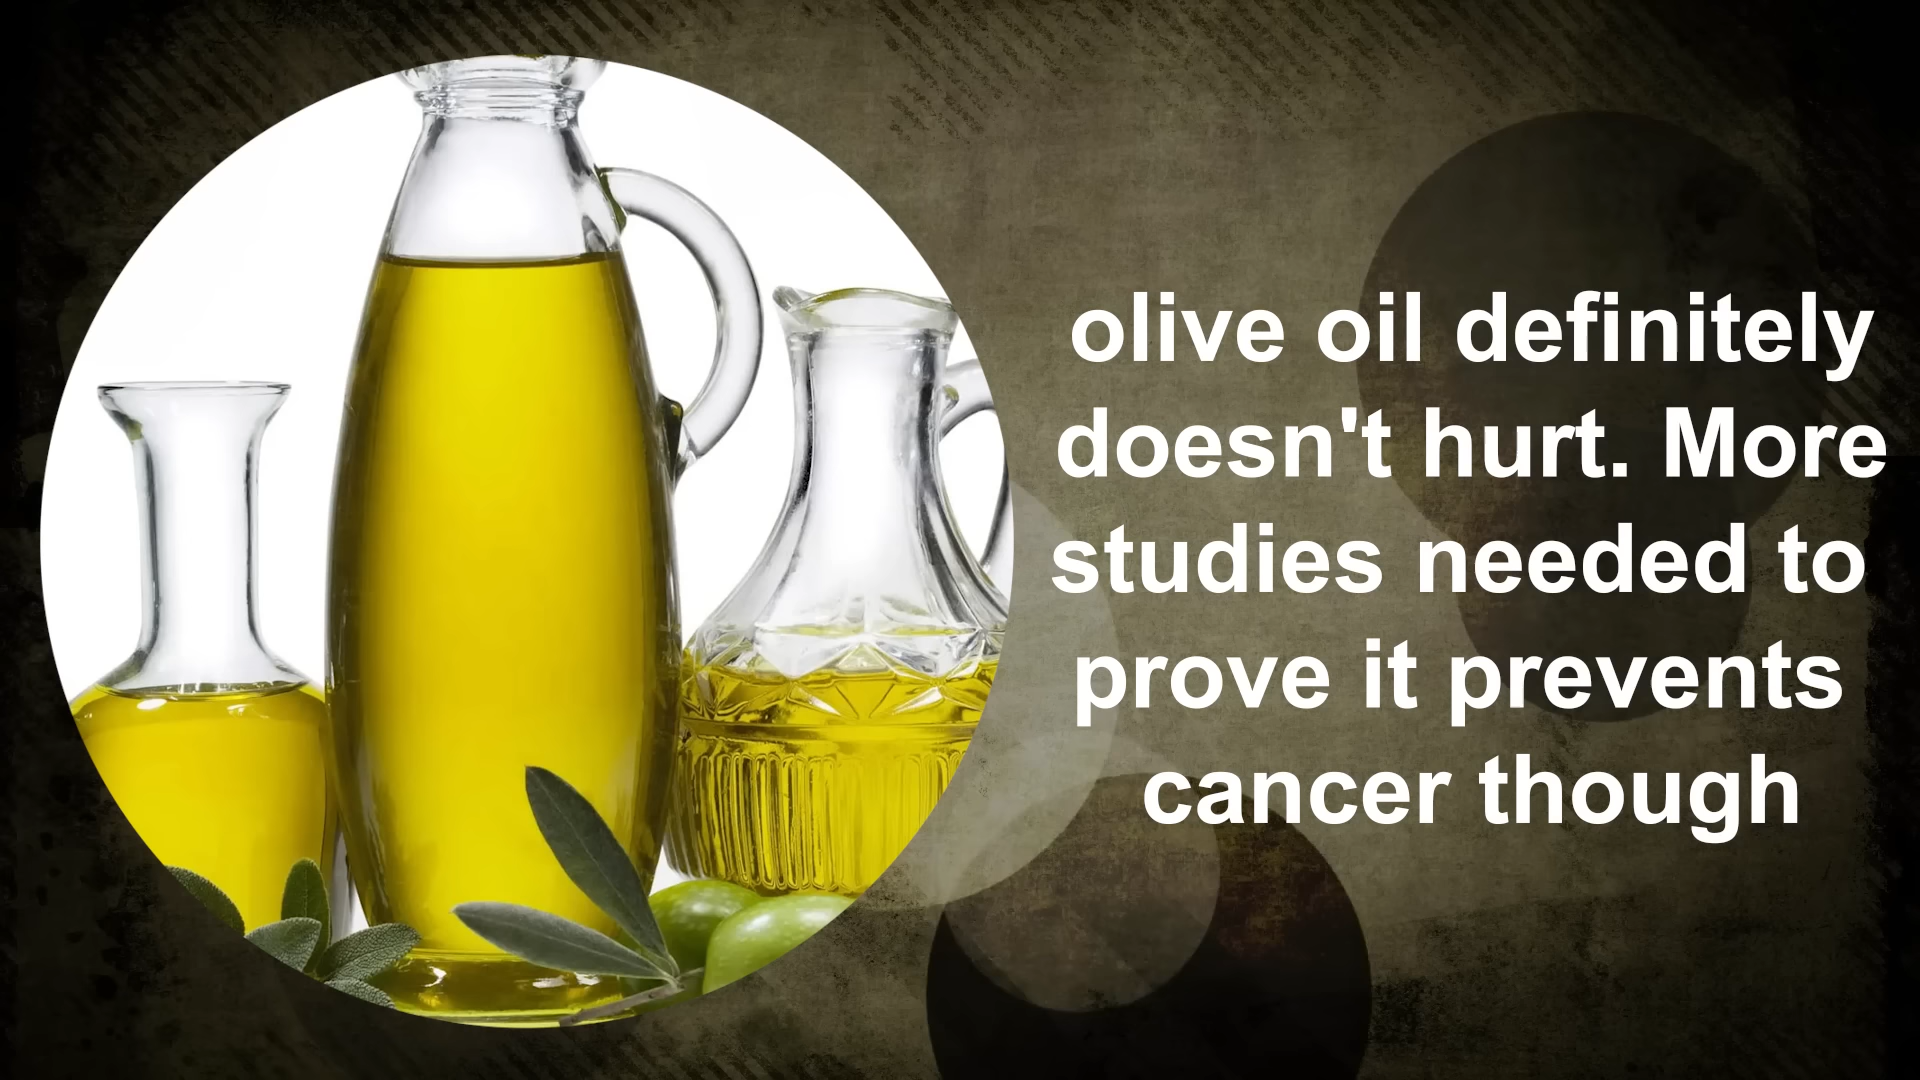 olive oil definitely
doesn't hurt. More
studies needed to
prove it prevents
cancer though